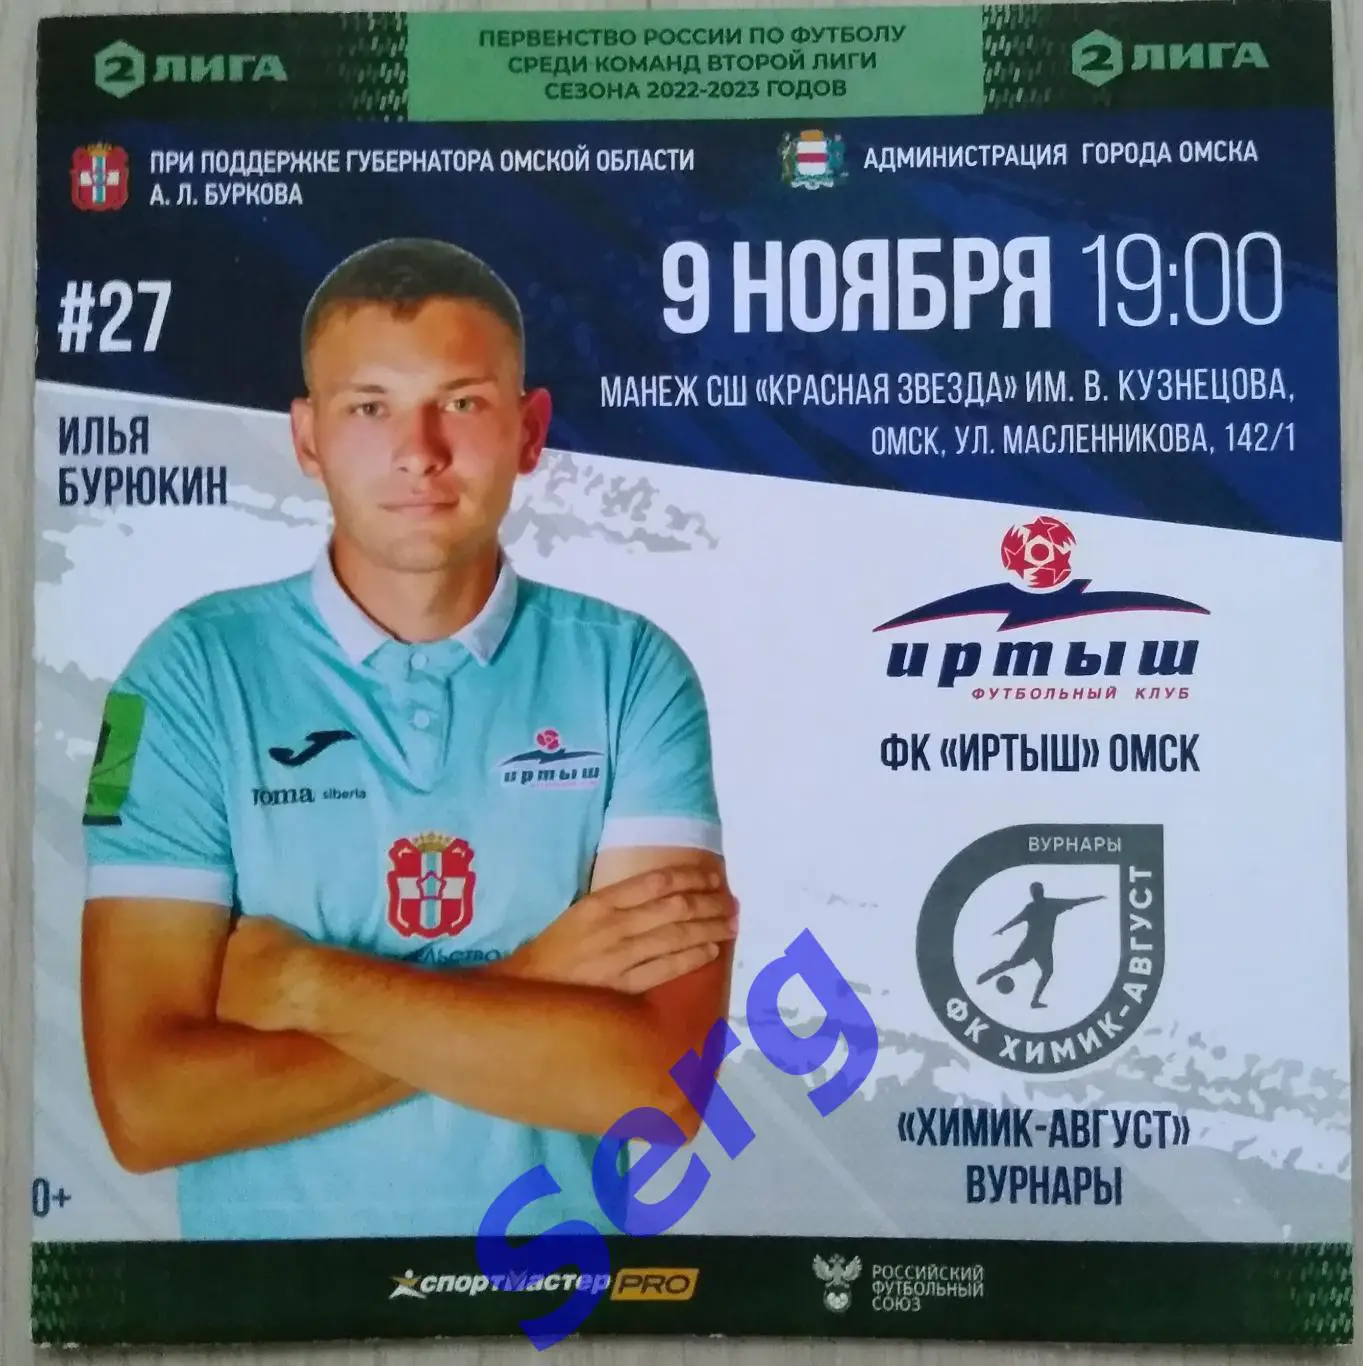 2 ЛИГА
ПЕРВЕНСТВО РОССИИ ПО ФУТБОЛУ
СРЕДИ КОМАНД ВТОРОЙ ЛИГИ
СЕЗОНА 2022-2023 ГОДОВ
2 ЛИГА
ПРИ ПОДДЕРЖКЕ ГУБЕРНАТОРА ОМСКОЙ ОБЛАСТИ
А. Л. БУРКОВА
АДМИНИСТРАЦИЯ ГОРОДА ОМСКА
9 НОЯБРЯ 19:00
МАНЕЖ СШ «КРАСНАЯ ЗВЕЗДА» ИМ. В. КУЗНЕЦОВА,
ОМСК, УЛ. МАСЛЕННИКОВА, 142/1
#27
ИЛЬЯ
БУРЮКИН
иртыш
ФУТБОЛЬНЫЙ КЛУБ
ФК «ИРТЫШ» ОМСК
Joma siberia
иртыш
ВУРНАРЫ
ФК ХИМИК-АВГУСТ
«ХИМИК-АВГУСТ»
ВУРНАРЫ
0+
Serg
спортмастер PRO
РОССИЙСКИЙ
ФУТБОЛЬНЫЙ
СОЮЗ